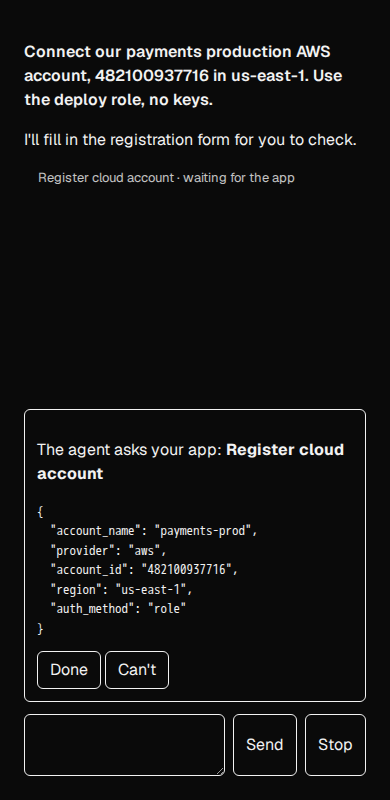 Connect our payments production AWS
account, 482100937716 in us-east-1. Use
the deploy role, no keys.
I'll fill in the registration form for you to check.
Register cloud account · waiting for the app
The agent asks your app: Register cloud
account
{
  "account_name": "payments-prod",
  "provider": "aws",
  "account_id": "482100937716",
  "region": "us-east-1",
  "auth_method": "role"
}
Done Can't
Send Stop